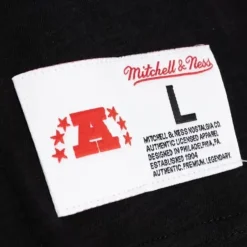 Mitchell & Ness
A
L
MITCHELL & NESS NOSTALGIA CO.
AUTHENTIC LICENSED APPAREL
DESIGNED IN PHILADELPHIA, PA
ESTABLISHED 1904
AUTHENTIC, PREMIUM, LEGENDARY.